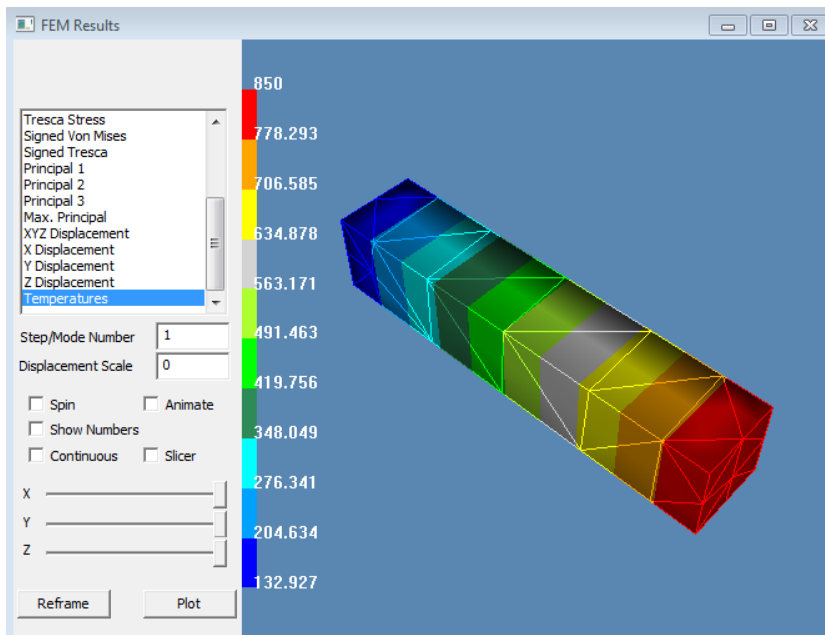 FEM Results
Tresca Stress
Signed Von Mises
Signed Tresca
Principal 1
Principal 2
Principal 3
Max. Principal
XYZ Displacement
X Displacement
Y Displacement
Z Displacement
Temperatures
Step/Mode Number 1
Displacement Scale 0
Spin Animate
Show Numbers
Continuous Slicer
X
Y
Z
Reframe Plot
850
778.293
706.585
634.878
563.171
491.463
419.756
348.049
276.341
204.634
132.927